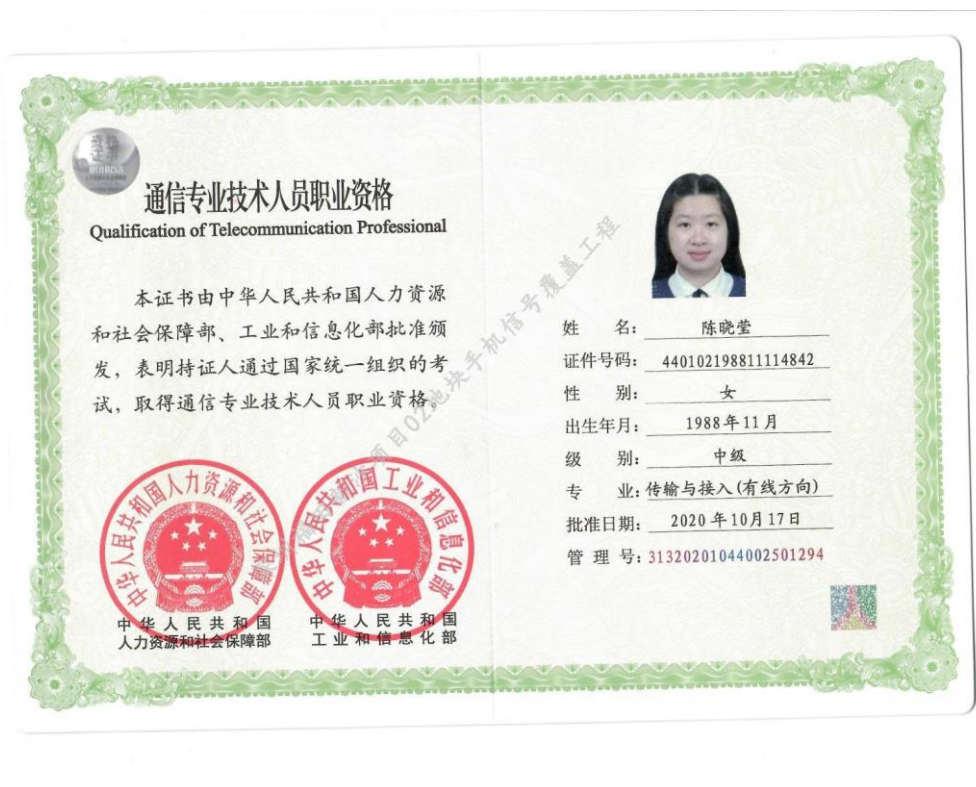 通信专业技术人员职业资格
Qualification of Telecommunication Professional
本证书由中华人民共和国人力资源
和社会保障部、工业和信息化部批准颁
发，表明持证人通过国家统一组织的考
试，取得通信专业技术人员职业资格。
中华人民共和国人力资源和社会保障部
中华人民共和国工业和信息化部
中华人民共和国
人力资源和社会保障部
中华人民共和国
工业和信息化部
姓 名： 陈晓莹
证件号码： 440102198811114842
性 别： 女
出生年月： 1988年11月
级 别： 中级
专 业： 传输与接入(有线方向)
批准日期： 2020年10月17日
管 理 号： 31320201044002501294
项目02地块手机信号覆盖工程